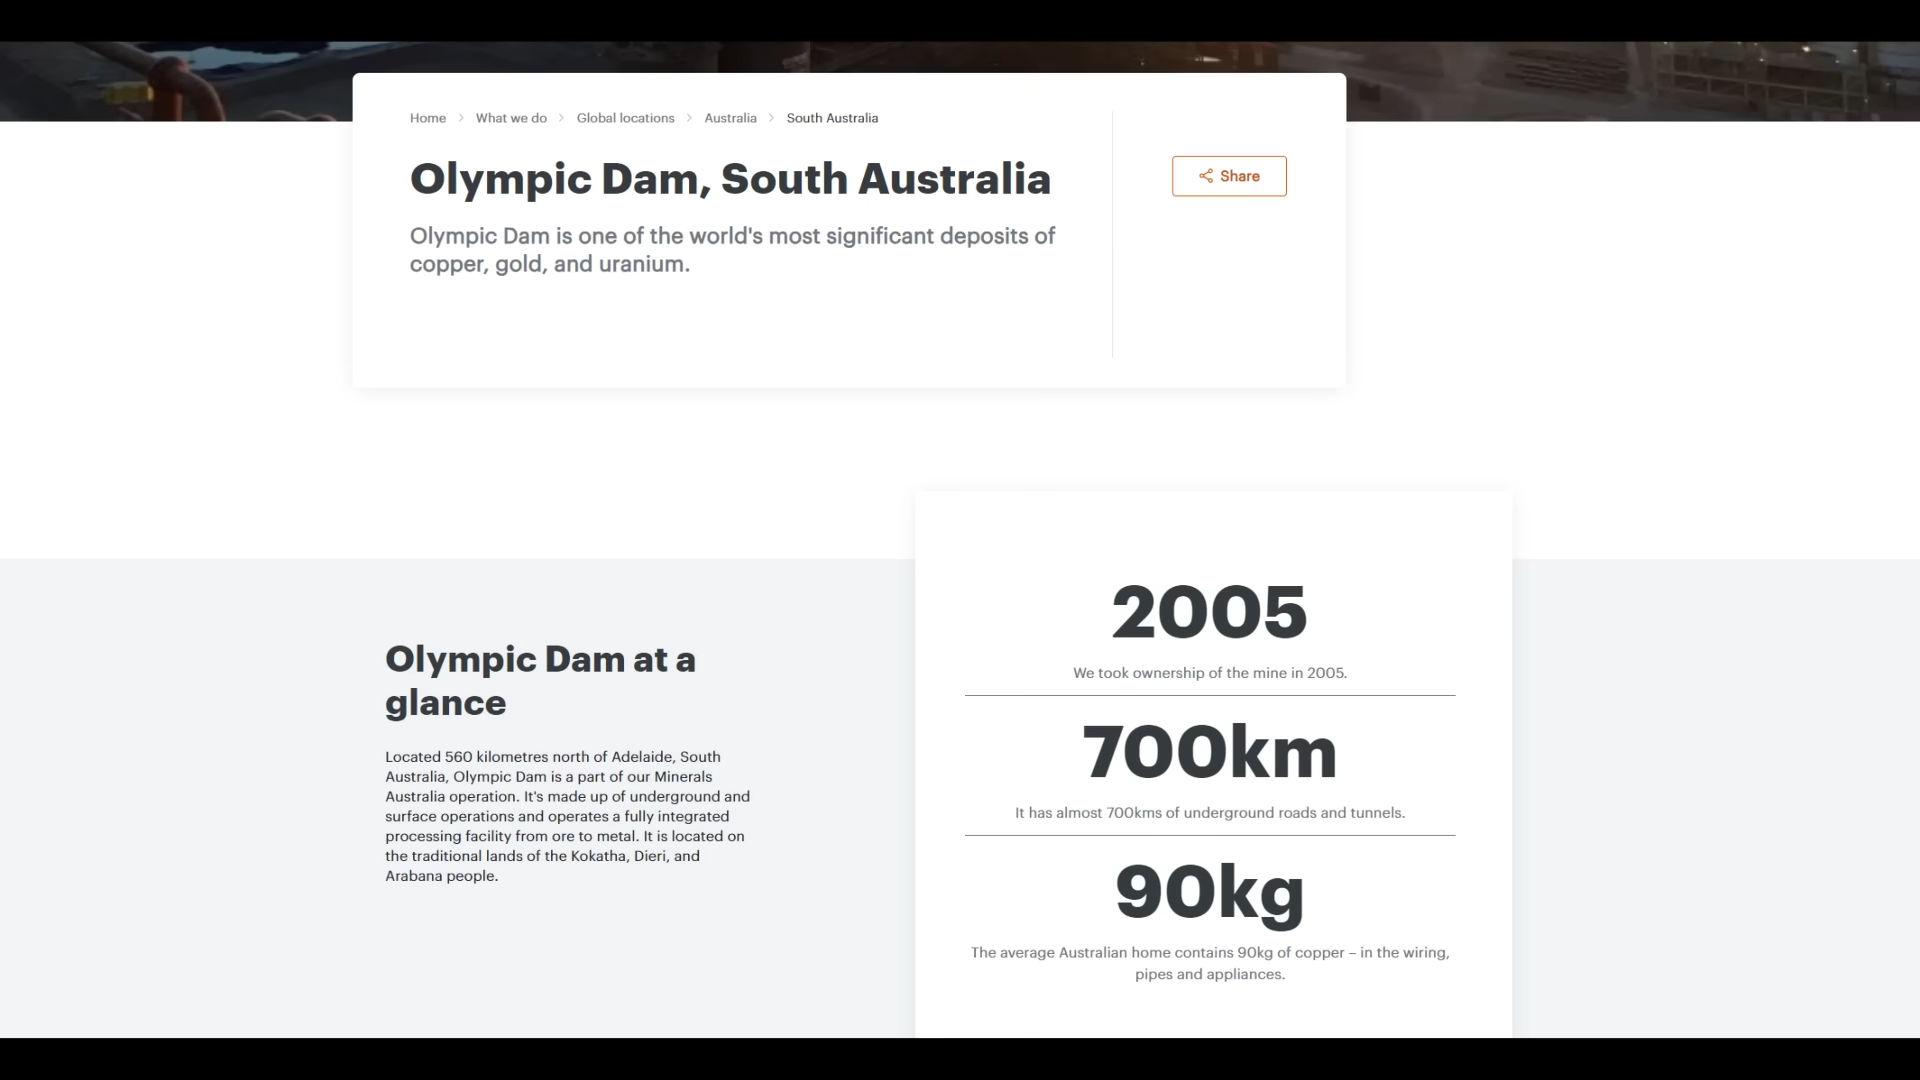 Home > What we do > Global locations > Australia > South Australia
Olympic Dam, South Australia
Share
Olympic Dam is one of the world's most significant deposits of
copper, gold, and uranium.
Olympic Dam at a
glance
Located 560 kilometres north of Adelaide, South
Australia, Olympic Dam is a part of our Minerals
Australia operation. It's made up of underground and
surface operations and operates a fully integrated
processing facility from ore to metal. It is located on
the traditional lands of the Kokatha, Dieri, and
Arabana people.
2005
We took ownership of the mine in 2005.
700km
It has almost 700kms of underground roads and tunnels.
90kg
The average Australian home contains 90kg of copper – in the wiring,
pipes and appliances.